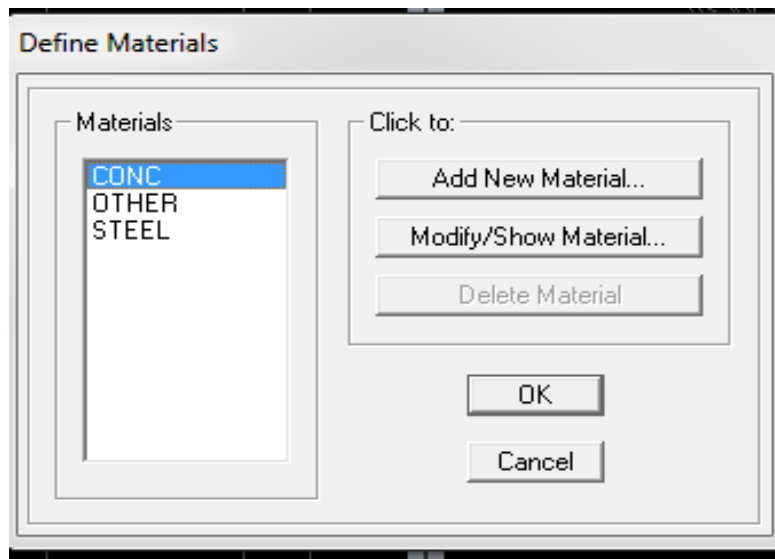 Define Materials
Materials
CONC
OTHER
STEEL
Click to:
Add New Material...
Modify/Show Material...
Delete Material
OK
Cancel